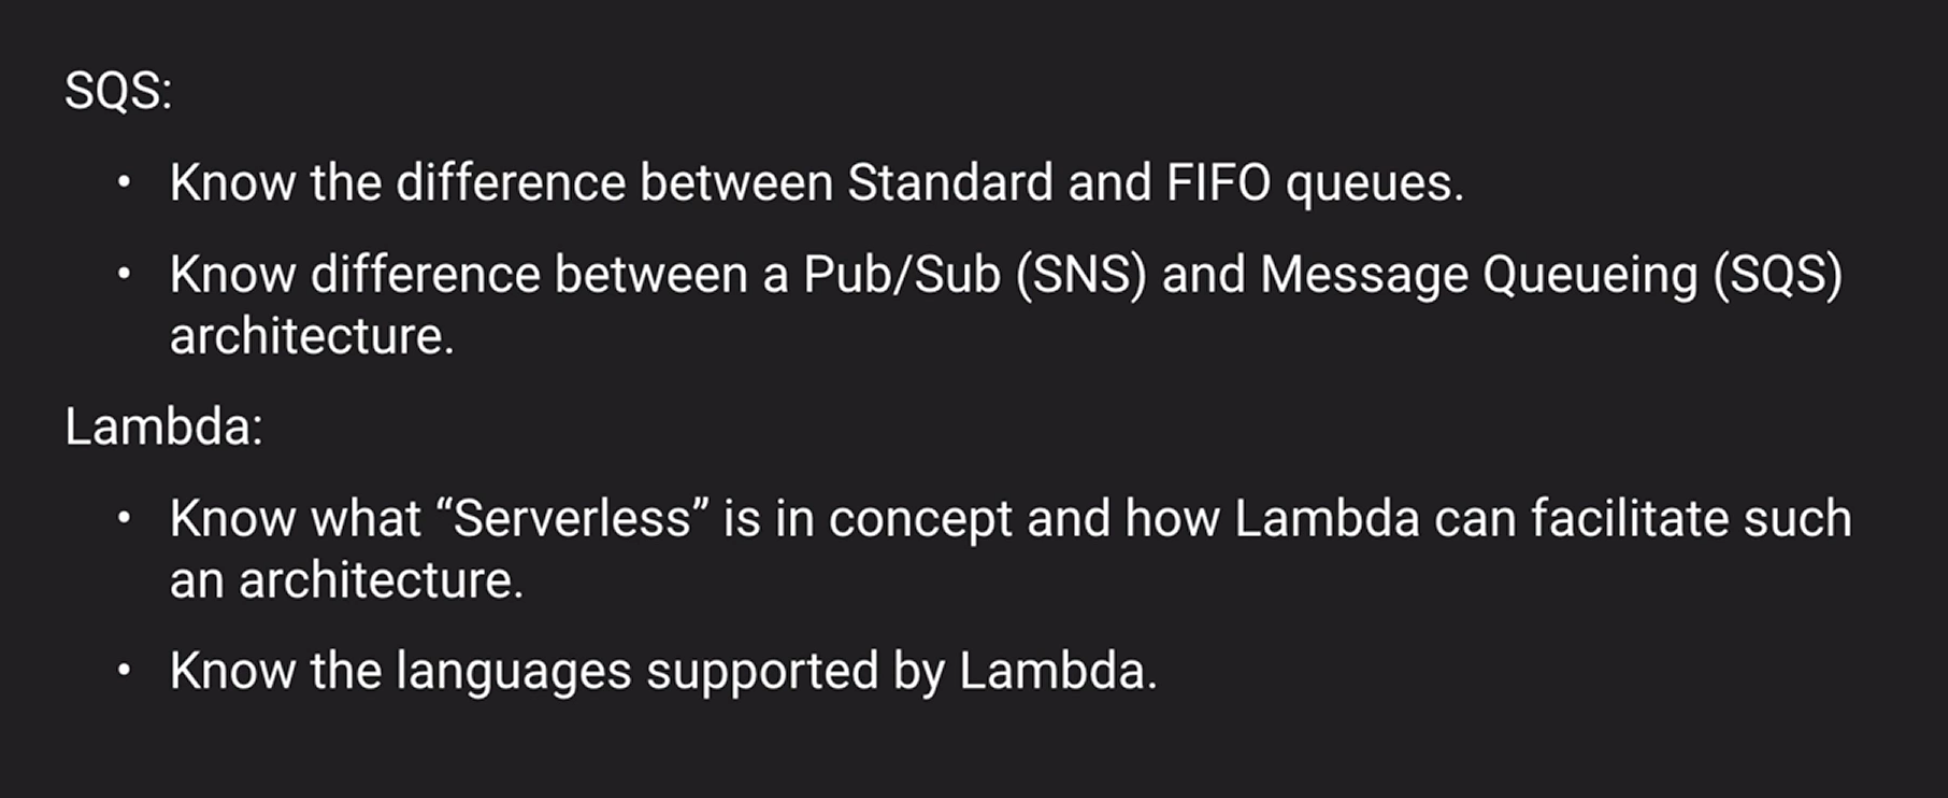 SQS:
• Know the difference between Standard and FIFO queues.
• Know difference between a Pub/Sub (SNS) and Message Queueing (SQS)
architecture.
Lambda:
• Know what “Serverless” is in concept and how Lambda can facilitate such
an architecture.
• Know the languages supported by Lambda.